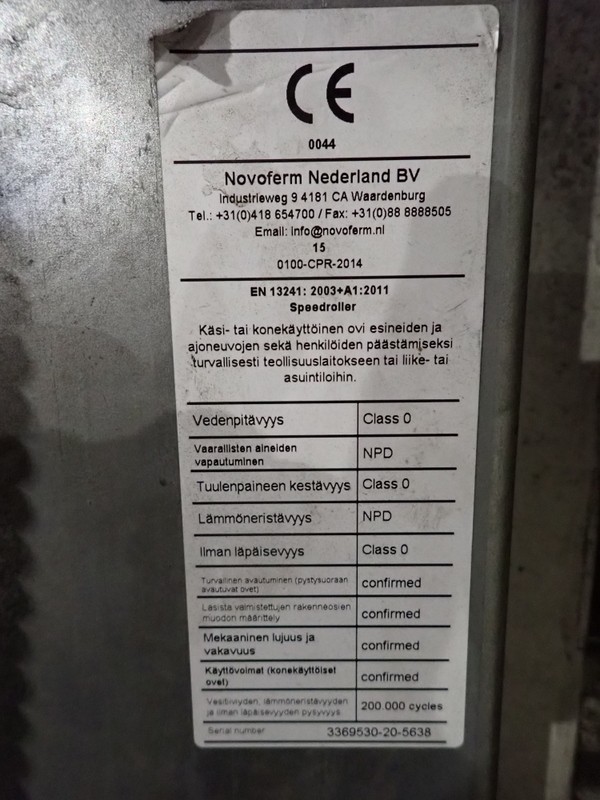 CE
0044
Novoferm Nederland BV
Industrieweg 9 4181 CA Waardenburg
Tel.: +31(0)418 654700 / Fax: +31(0)88 8888505
Email: info@novoferm.nl
15
0100-CPR-2014
EN 13241: 2003+A1:2011
Speedroller
Käsi- tai konekäyttöinen ovi esineiden ja
ajoneuvojen sekä henkilöiden päästämiseksi
turvallisesti teollisuuslaitokseen tai liike- tai
asuintiloihin.
Vedenpitävyys Class 0
Vaarallisten aineiden
vapautuminen NPD
Tuulenpaineen kestävyys Class 0
Lämmöneristävyys NPD
Ilman läpäisevyys Class 0
Turvallinen avautuminen (pystysuoraan
avautuvat ovet) confirmed
Lasista valmistettujen rakenneosien
muodon määrittely confirmed
Mekaaninen lujuus ja
vakavuus confirmed
Käyttövoimat (konekäyttöiset
ovet) confirmed
Vesitiiviyden, lämmöneristävyyden
ja ilman läpäisevyyden pysyvyys 200.000 cycles
Serial number 3369530-20-5638